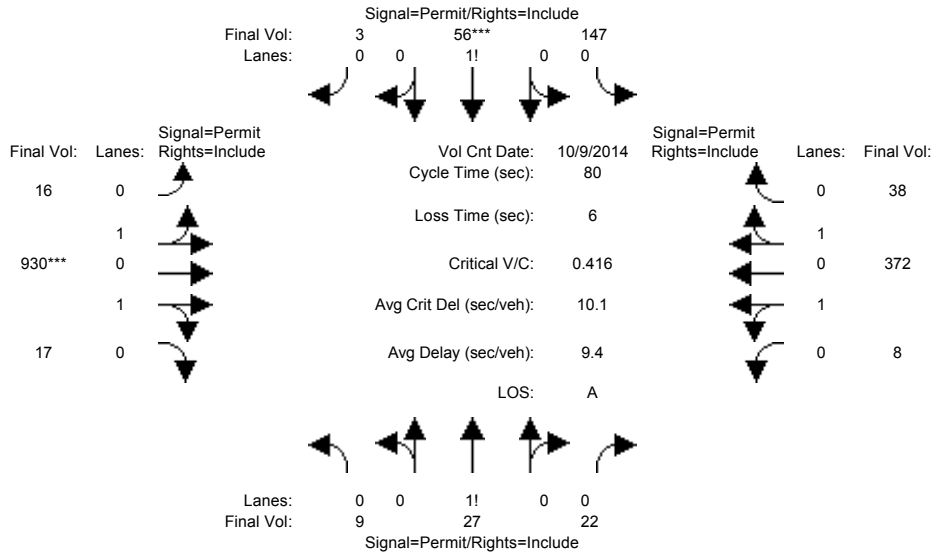 Signal=Permit/Rights=Include
Final Vol: 3 56*** 147
Lanes: 0 0 1! 0 0
Signal=Permit Signal=Permit
Final Vol: Lanes: Rights=Include Vol Cnt Date: 10/9/2014 Rights=Include Lanes: Final Vol:
Cycle Time (sec): 80
16 0 0 38
Loss Time (sec): 6
1 1
930*** 0 Critical V/C: 0.416 0 372
1 Avg Crit Del (sec/veh): 10.1 1
17 0 Avg Delay (sec/veh): 9.4 0 8
LOS: A
Lanes: 0 0 1! 0 0
Final Vol: 9 27 22
Signal=Permit/Rights=Include